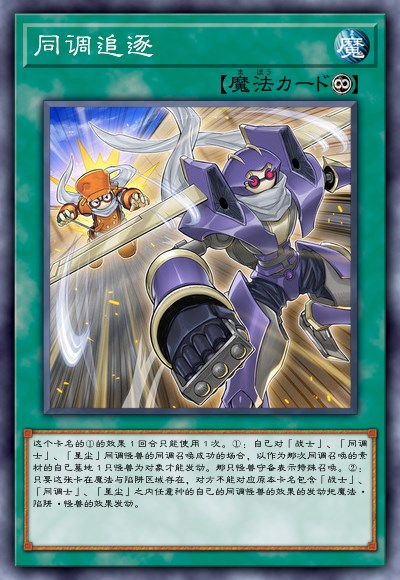 同调追逐
魔
【魔法カード】
まほう
这个卡名的①的效果1回合只能使用1次。①：自己对「战士」、「同调
士」、「星尘」同调怪兽的同调召唤成功的场合，以作为那次同调召唤的素
材的自己墓地1只怪兽为对象才能发动。那只怪兽守备表示特殊召唤。②：
只要这张卡在魔法与陷阱区域存在，对方不能对应原本卡名包含「战士」、
「同调士」、「星尘」之内任意种的自己的同调怪兽的效果的发动把魔法·
陷阱·怪兽的效果发动。